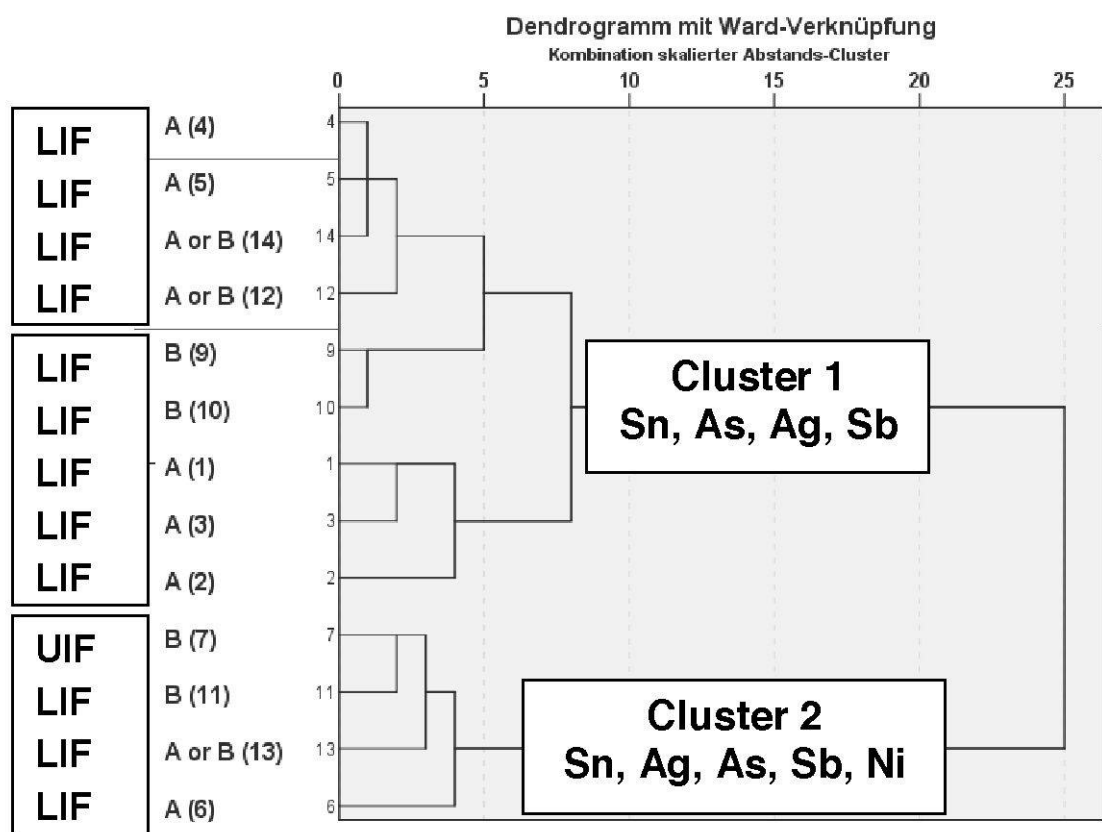 Dendrogramm mit Ward-Verknüpfung
Kombination skalierter Abstands-Cluster
0 5 10 15 20 25
LIF A (4) 4
LIF A (5) 5
LIF A or B (14) 14
LIF A or B (12) 12
LIF B (9) 9
LIF B (10) 10
LIF A (1) 1
LIF A (3) 3
LIF A (2) 2
UIF B (7) 7
LIF B (11) 11
LIF A or B (13) 13
LIF A (6) 6
Cluster 1
Sn, As, Ag, Sb
Cluster 2
Sn, Ag, As, Sb, Ni